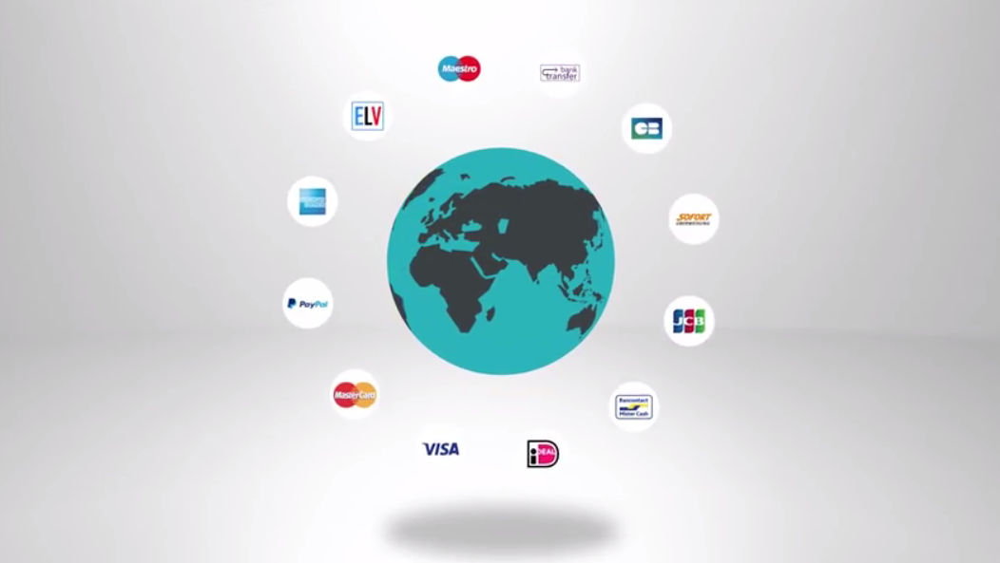 Maestro
bank
transfer
ELV
CB
SOFORT
PayPal
JCB
MasterCard
Bancontact
Mister Cash
VISA
iDEAL